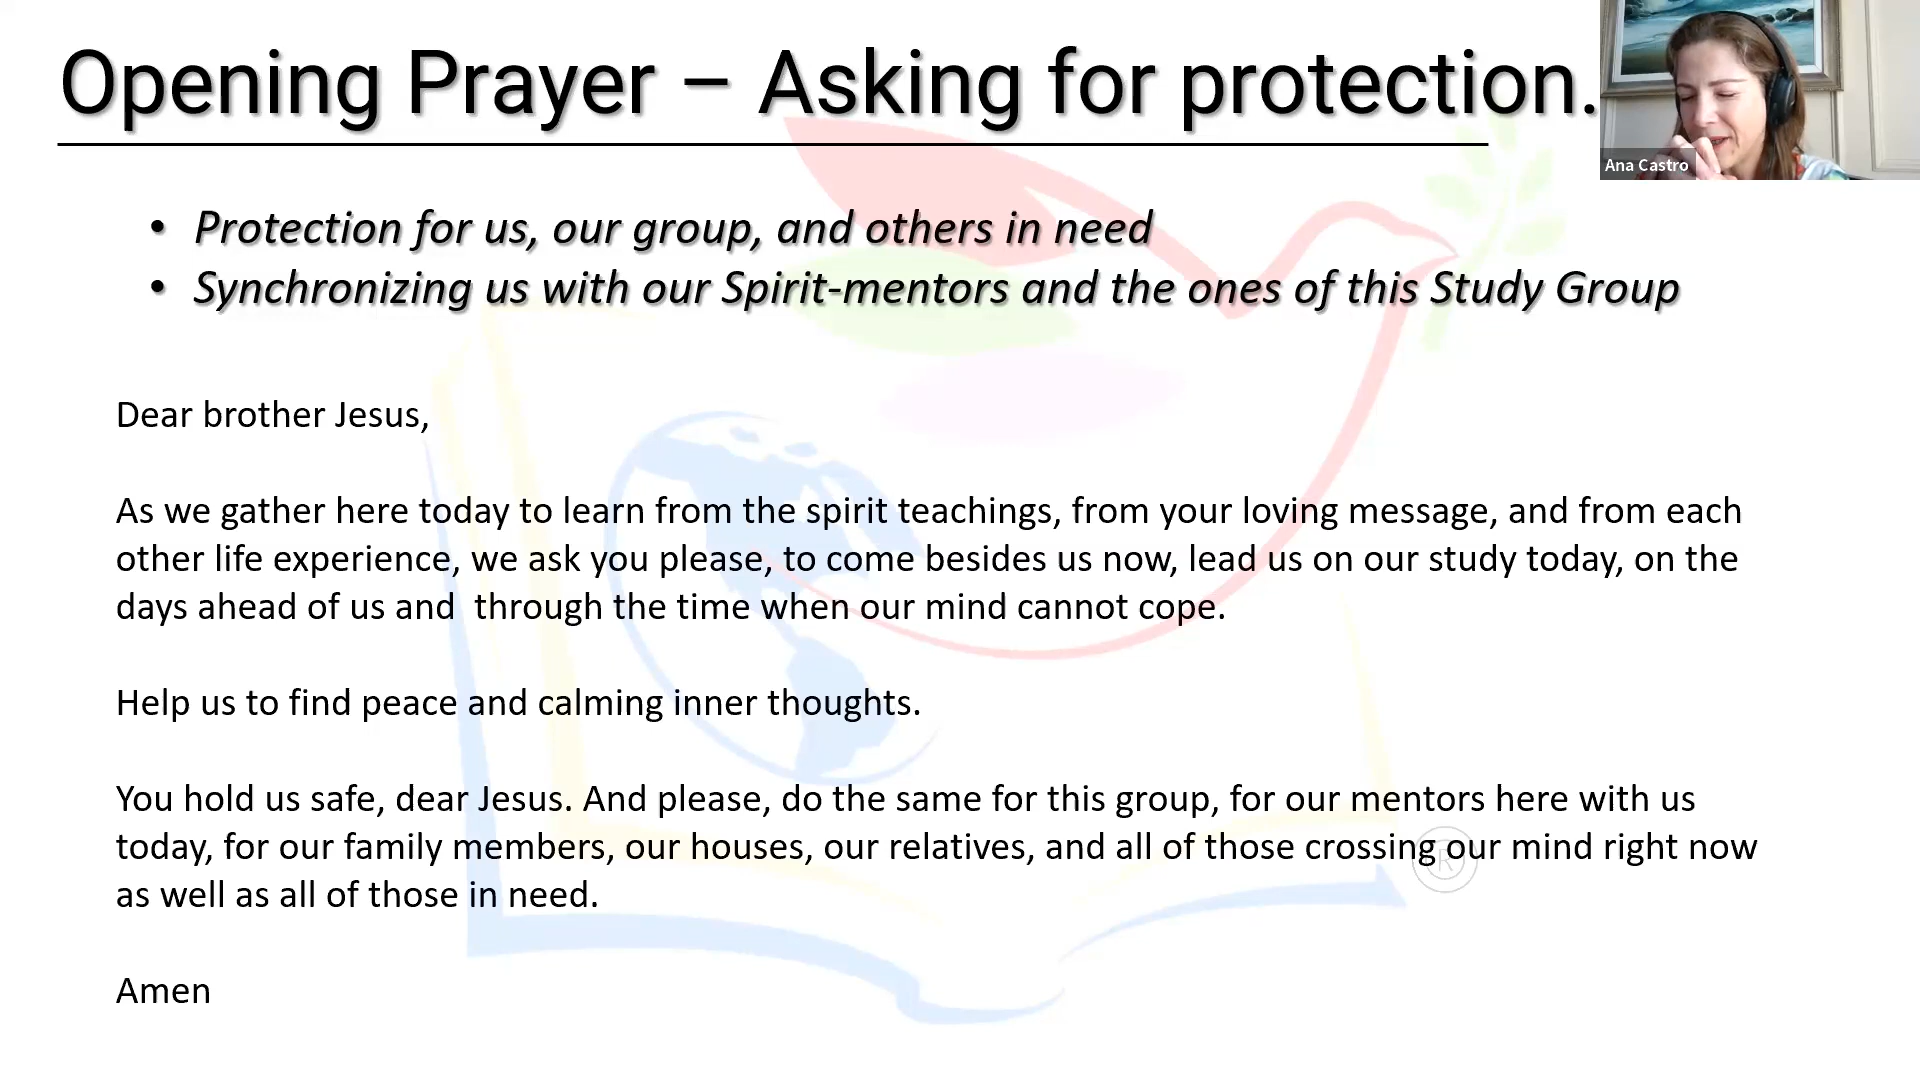 Opening Prayer – Asking for protection.
Ana Castro
• Protection for us, our group, and others in need
• Synchronizing us with our Spirit-mentors and the ones of this Study Group
Dear brother Jesus,
As we gather here today to learn from the spirit teachings, from your loving message, and from each
other life experience, we ask you please, to come besides us now, lead us on our study today, on the
days ahead of us and  through the time when our mind cannot cope.
Help us to find peace and calming inner thoughts.
You hold us safe, dear Jesus. And please, do the same for this group, for our mentors here with us
today, for our family members, our houses, our relatives, and all of those crossing our mind right now
as well as all of those in need.
®
Amen